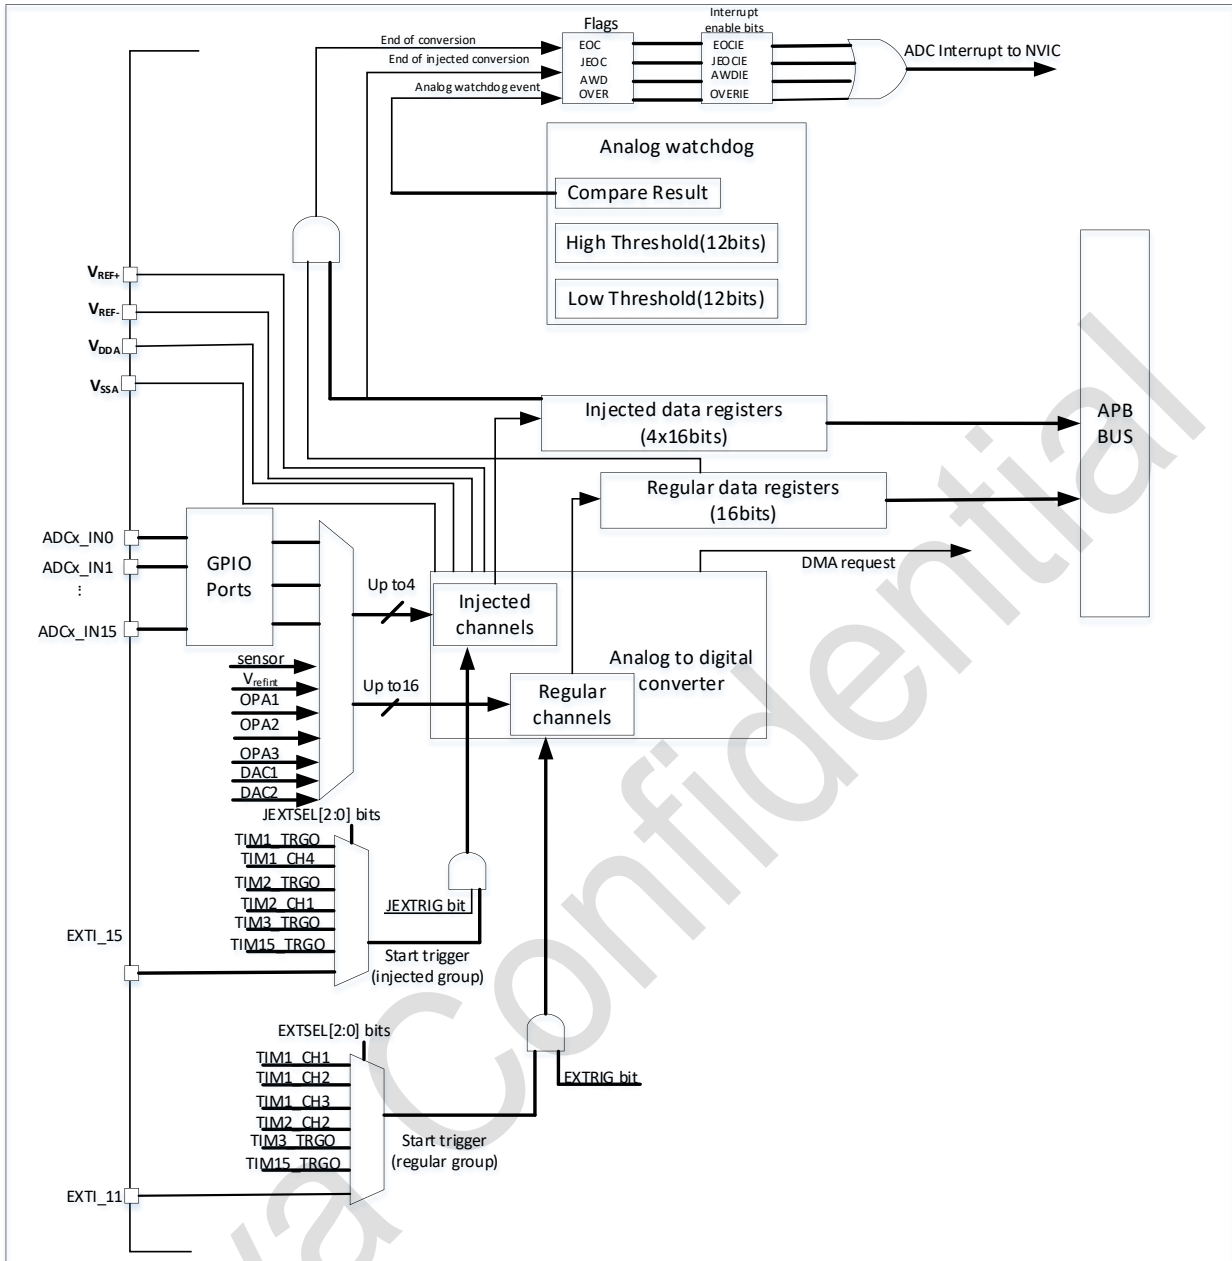 Flags
Interrupt
enable bits
End of conversion
EOC
EOCIE
ADC Interrupt to NVIC
End of injected conversion
JEOC
JEOCIE
AWD
AWDIE
Analog watchdog event
OVER
OVERIE
Analog watchdog
Compare Result
High Threshold(12bits)
Low Threshold(12bits)
VREF+
VREF-
VDDA
VSSA
Injected data registers
(4x16bits)
APB
BUS
Regular data registers
(16bits)
ADCx_IN0
ADCx_IN1
⋮
ADCx_IN15
GPIO
Ports
DMA request
Up to4
Injected
channels
Analog to digital
converter
Up to16
Regular
channels
sensor
Vrefint
OPA1
OPA2
OPA3
DAC1
DAC2
JEXTSEL[2:0] bits
TIM1_TRGO
TIM1_CH4
TIM2_TRGO
TIM2_CH1
TIM3_TRGO
TIM15_TRGO
JEXTRIG bit
EXTI_15
Start trigger
(injected group)
EXTSEL[2:0] bits
TIM1_CH1
TIM1_CH2
TIM1_CH3
TIM2_CH2
TIM3_TRGO
TIM15_TRGO
EXTRIG bit
Start trigger
(regular group)
EXTI_11
Confidential